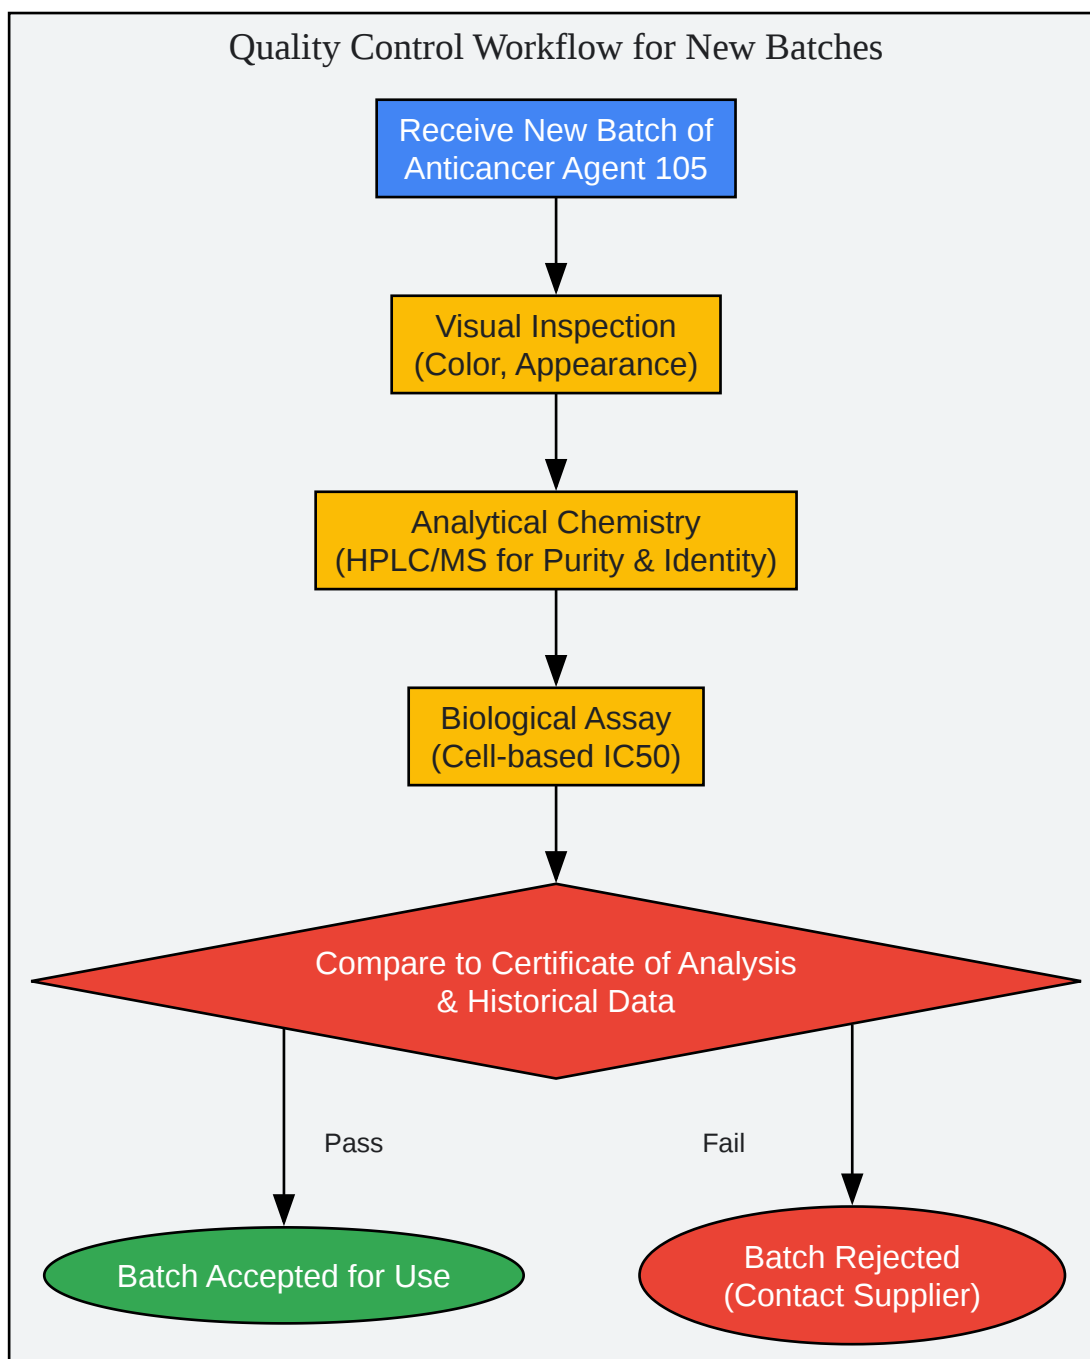 Quality Control Workflow for New Batches
Receive New Batch of
Anticancer Agent 105
Visual Inspection
(Color, Appearance)
Analytical Chemistry
(HPLC/MS for Purity & Identity)
Biological Assay
(Cell-based IC50)
Compare to Certificate of Analysis
& Historical Data
Pass
Fail
Batch Accepted for Use
Batch Rejected
(Contact Supplier)